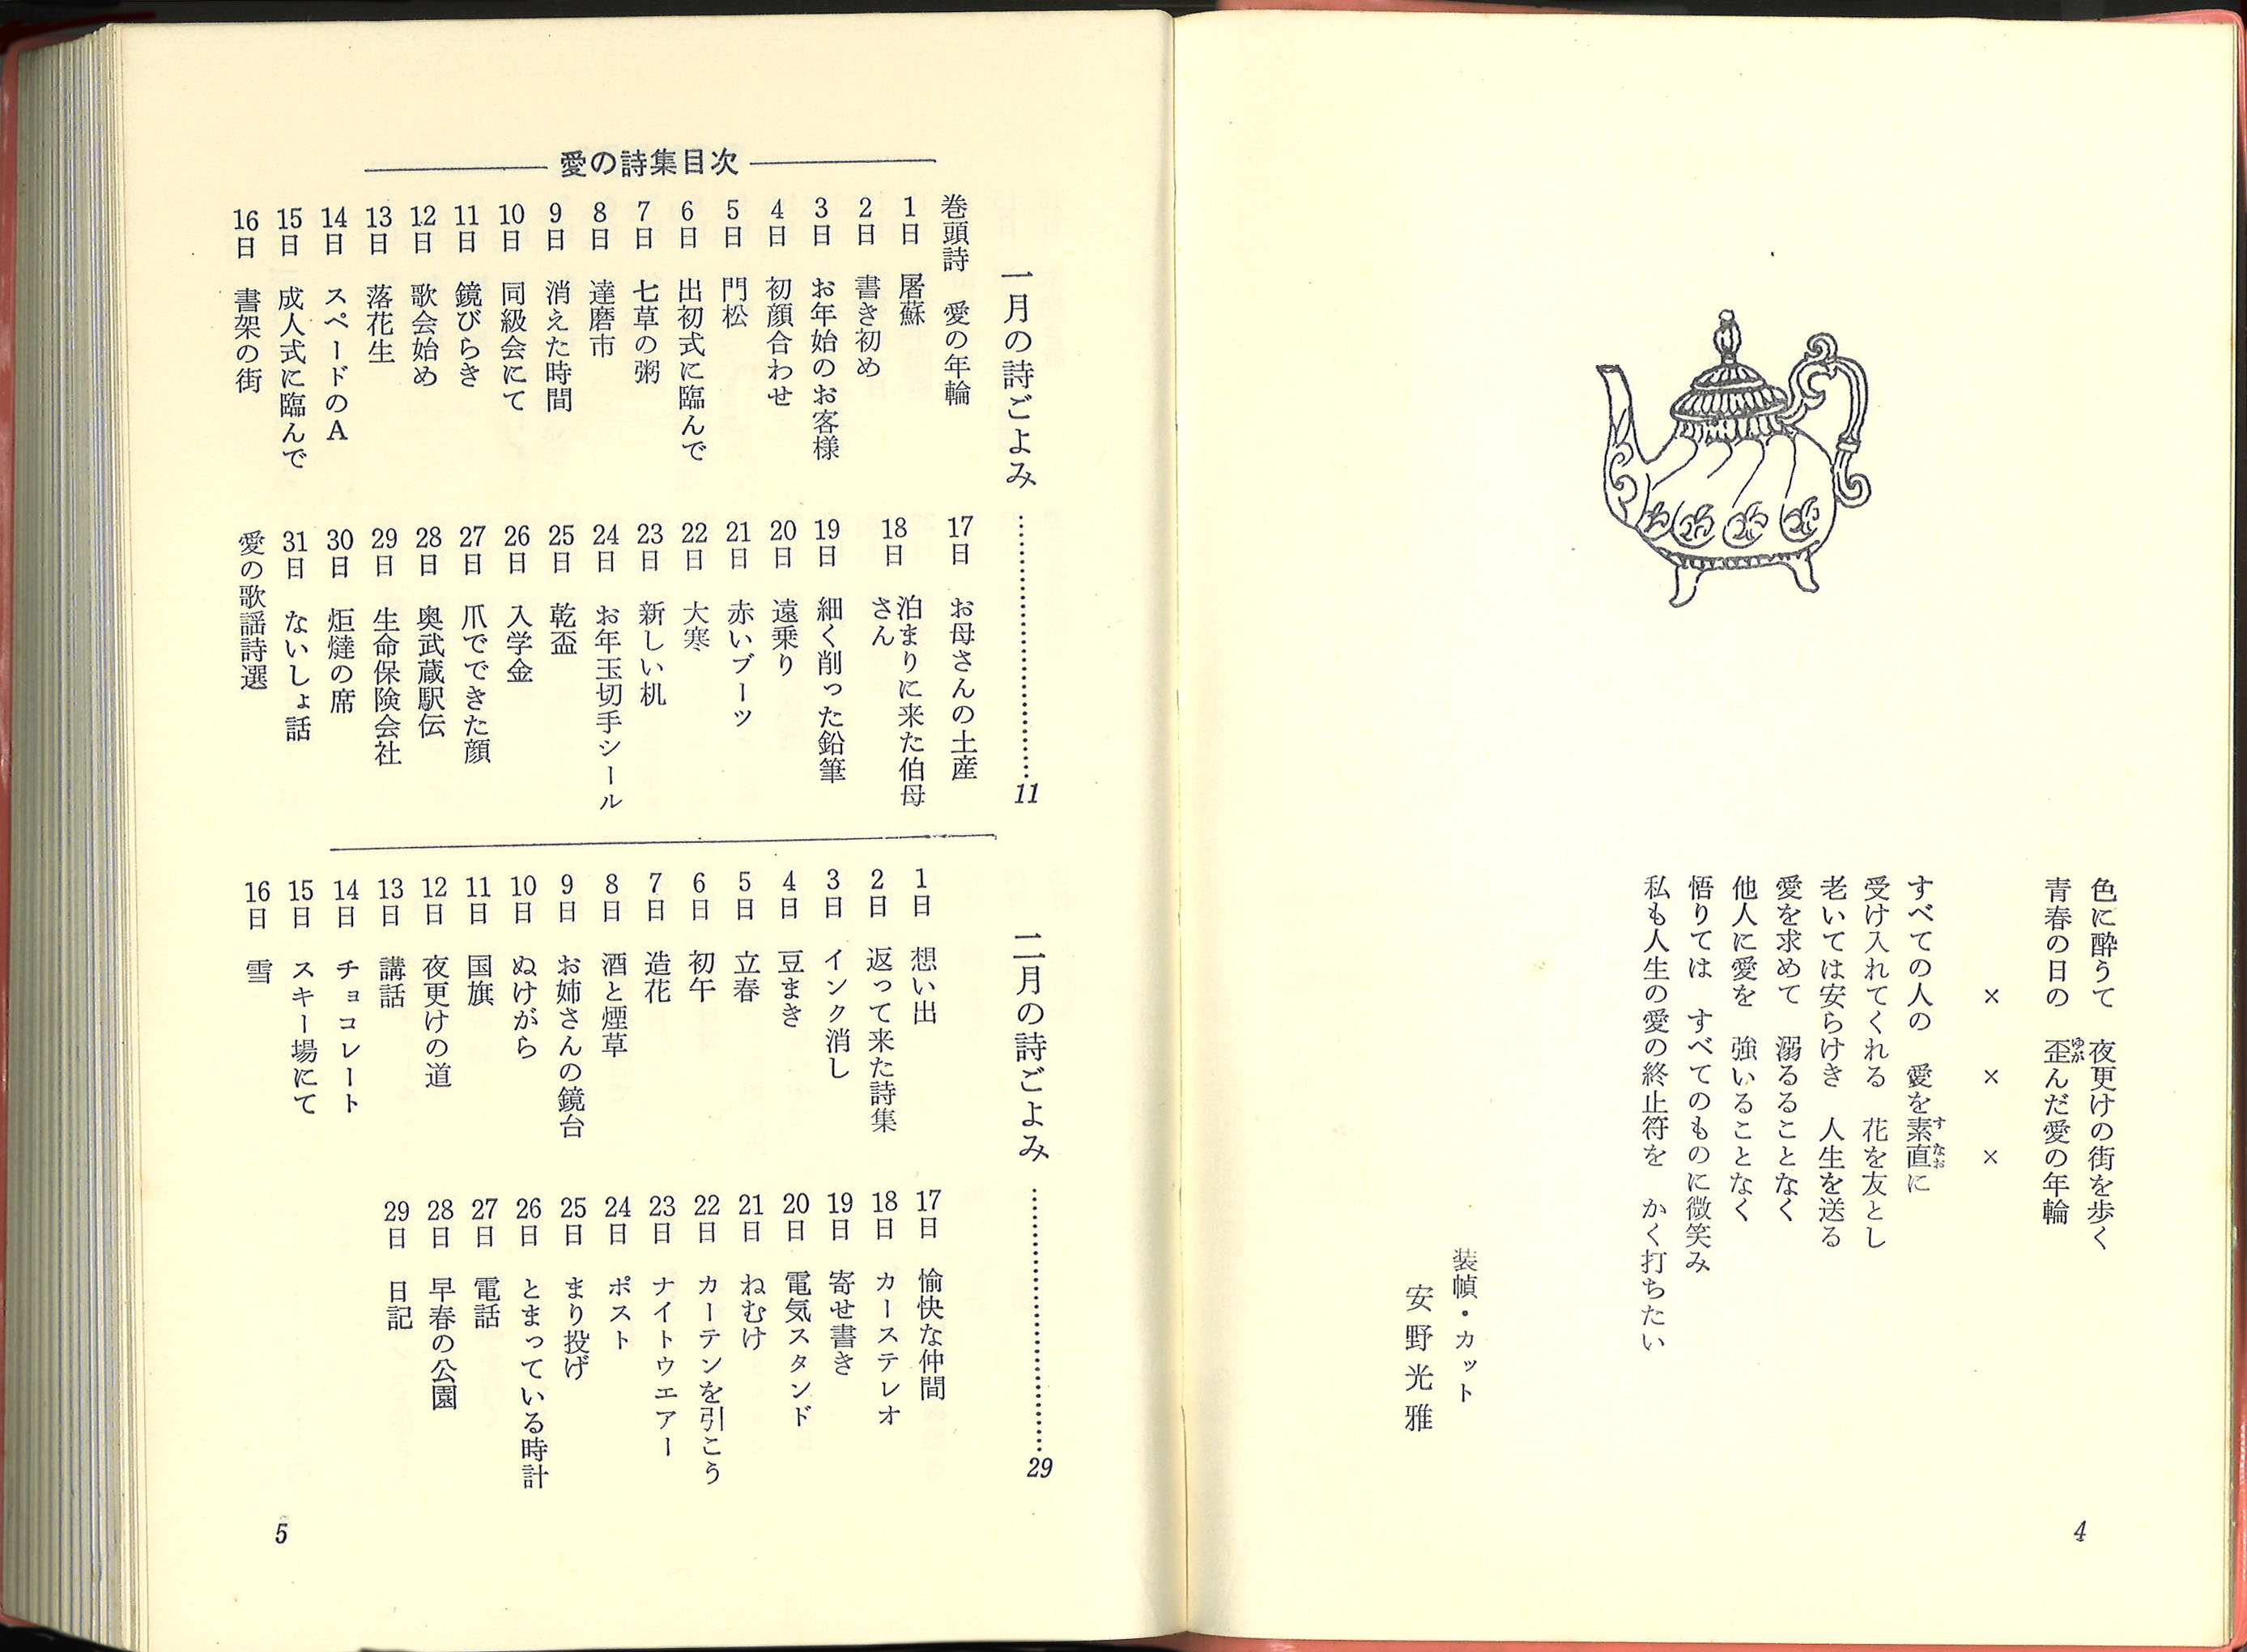 色に酔うて　夜更けの街を歩く
青春の日の　歪んだ愛の年輪
ゆが
×　×　×
すべての人の　愛を素直に
すなお
受け入れてくれる　花を友とし
老いては安らけき　人生を送る
愛を求めて　溺るることなく
他人に愛を　強いることなく
悟りては　すべてのものに微笑み
私も人生の愛の終止符を　かく打ちたい
装幀・カット
安野光雅
4
愛の詩集目次
一月の詩ごよみ……………………11
巻頭詩　愛の年輪
1日　屠蘇
2日　書き初め
3日　お年始のお客様
4日　初顔合わせ
5日　門松
6日　出初式に臨んで
7日　七草の粥
8日　達磨市
9日　消えた時間
10日　同級会にて
11日　鏡びらき
12日　歌会始め
13日　落花生
14日　スペードのA
15日　成人式に臨んで
16日　書架の街
17日　お母さんの土産
18日　泊まりに来た伯母
さん
19日　細く削った鉛筆
20日　遠乗り
21日　赤いブーツ
22日　大寒
23日　新しい机
24日　お年玉切手シール
25日　乾盃
26日　入学金
27日　爪でできた顔
28日　奥武蔵駅伝
29日　生命保険会社
30日　炬燵の席
31日　ないしょ話
愛の歌謡詩選
二月の詩ごよみ……………………29
1日　想い出
2日　返って来た詩集
3日　インク消し
4日　豆まき
5日　立春
6日　初午
7日　造花
8日　酒と煙草
9日　お姉さんの鏡台
10日　ぬけがら
11日　国旗
12日　夜更けの道
13日　講話
14日　チョコレート
15日　スキー場にて
16日　雪
17日　愉快な仲間
18日　カーステレオ
19日　寄せ書き
20日　電気スタンド
21日　ねむけ
22日　カーテンを引こう
23日　ナイトウエアー
24日　ポスト
25日　まり投げ
26日　とまっている時計
27日　電話
28日　早春の公園
29日　日記
5